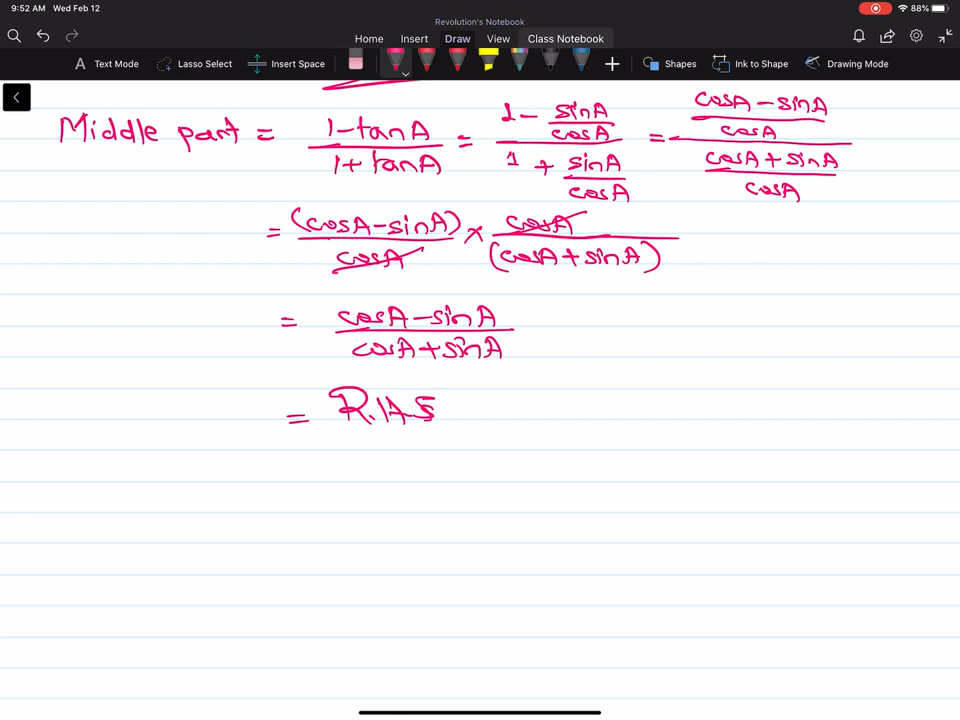 9:52 AM Wed Feb 12
88%
Revolution's Notebook
Home Insert Draw View Class Notebook
Text Mode Lasso Select Insert Space Shapes Ink to Shape Drawing Mode
Middle part = (1-tanA)/(1+tanA) = (1 - sinA/cosA)/(1 + sinA/cosA) = ((cosA-sinA)/cosA)/((cosA+sinA)/cosA)
= (cosA-sinA)/cosA × cosA/(cosA+sinA)
= (cosA-sinA)/(cosA+sinA)
= R.H.S